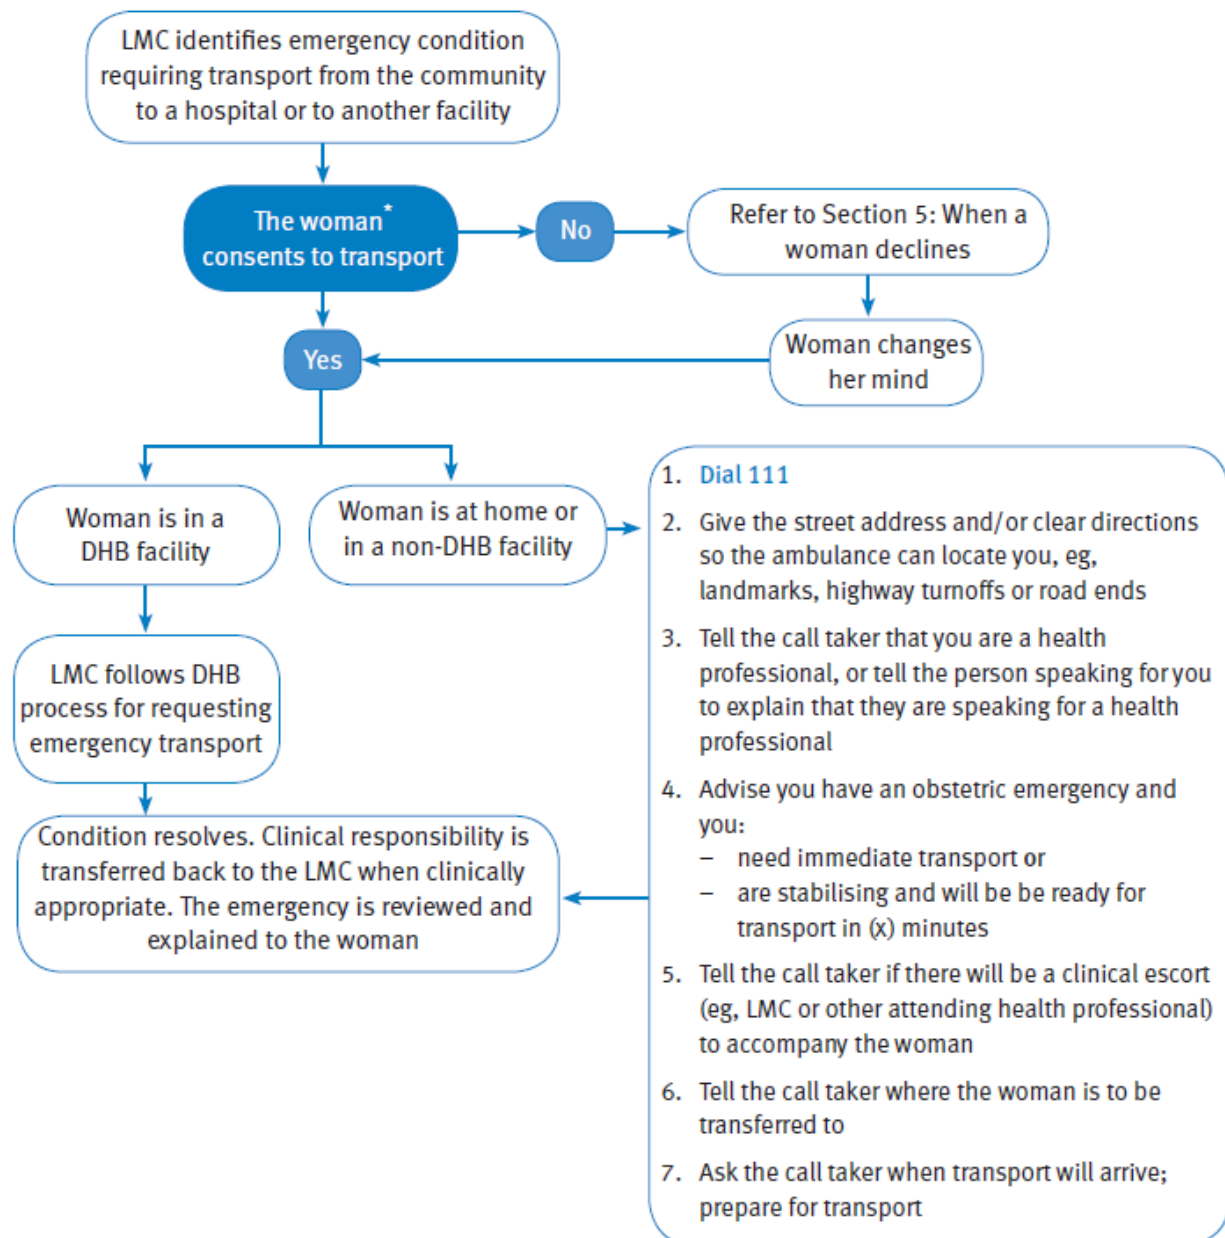 LMC identifies emergency condition
requiring transport from the community
to a hospital or to another facility
The woman*
consents to transport
No
Refer to Section 5: When a
woman declines
Woman changes
her mind
Yes
Woman is in a
DHB facility
Woman is at home or
in a non-DHB facility
LMC follows DHB
process for requesting
emergency transport
Condition resolves. Clinical responsibility is
transferred back to the LMC when clinically
appropriate. The emergency is reviewed and
explained to the woman
1. Dial 111
2. Give the street address and/or clear directions
so the ambulance can locate you, eg,
landmarks, highway turnoffs or road ends
3. Tell the call taker that you are a health
professional, or tell the person speaking for you
to explain that they are speaking for a health
professional
4. Advise you have an obstetric emergency and
you:
– need immediate transport or
– are stabilising and will be be ready for
transport in (x) minutes
5. Tell the call taker if there will be a clinical escort
(eg, LMC or other attending health professional)
to accompany the woman
6. Tell the call taker where the woman is to be
transferred to
7. Ask the call taker when transport will arrive;
prepare for transport